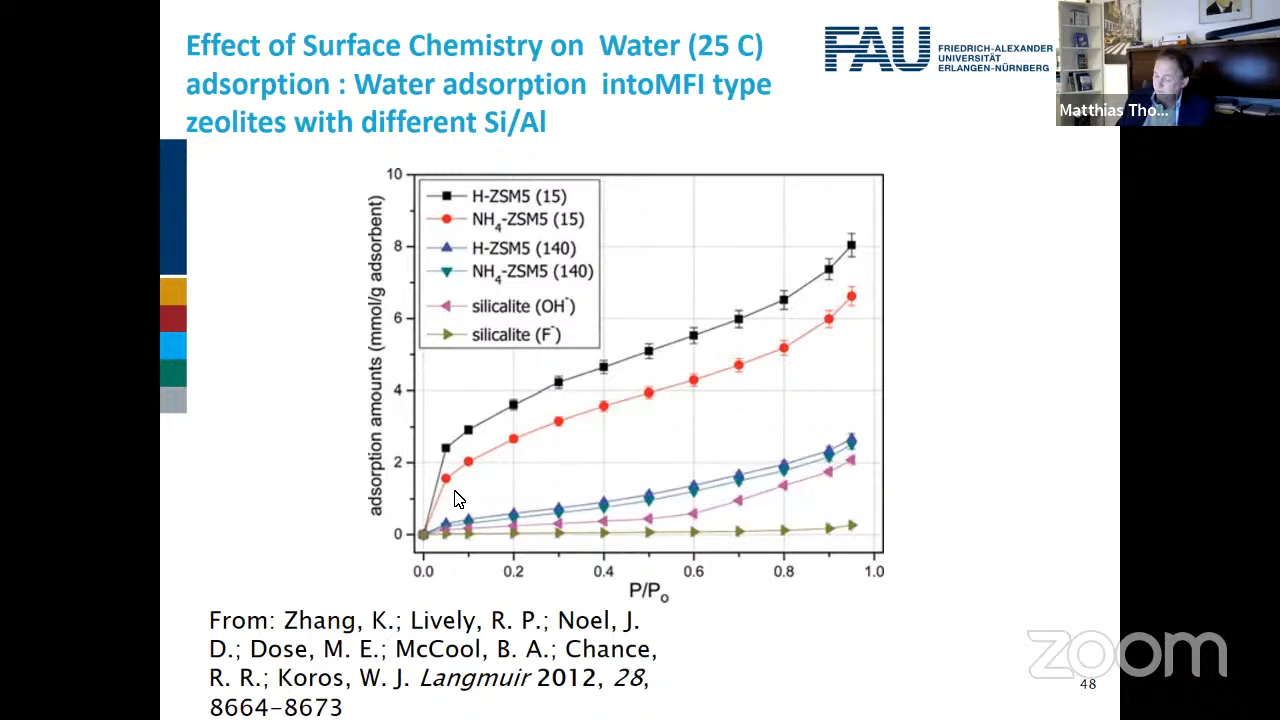 Effect of Surface Chemistry on Water (25 C)
adsorption : Water adsorption intoMFI type
zeolites with different Si/Al
FAU FRIEDRICH-ALEXANDER
UNIVERSITÄT
ERLANGEN-NÜRNBERG
Matthias Tho...
10
8
6
4
2
0
adsorption amounts (mmol/g adsorbent)
H-ZSM5 (15)
NH4-ZSM5 (15)
H-ZSM5 (140)
NH4-ZSM5 (140)
silicalite (OH-)
silicalite (F-)
0.0 0.2 0.4 0.6 0.8 1.0
P/Po
From: Zhang, K.; Lively, R. P.; Noel, J.
D.; Dose, M. E.; McCool, B. A.; Chance,
R. R.; Koros, W. J. Langmuir 2012, 28,
8664-8673
zoom
48